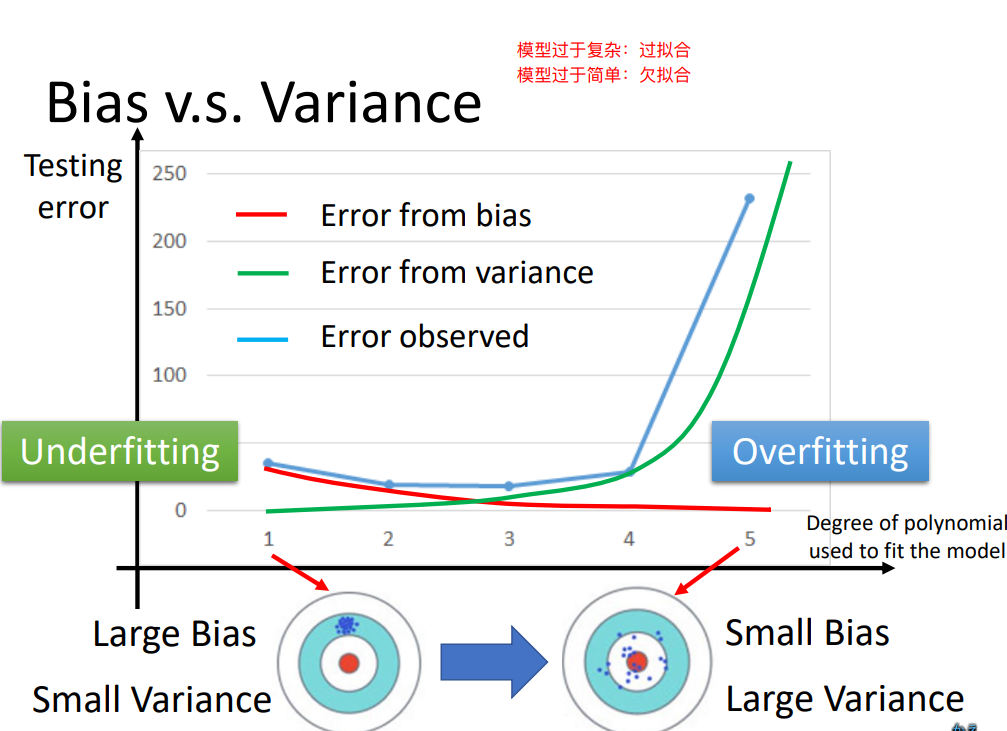 模型过于复杂：过拟合
模型过于简单：欠拟合
Bias v.s. Variance
Testing
error
250
200
150
100
0
Error from bias
Error from variance
Error observed
Underfitting
Overfitting
1 2 3 4 5
Degree of polynomial
used to fit the model
Large Bias
Small Variance
Small Bias
Large Variance